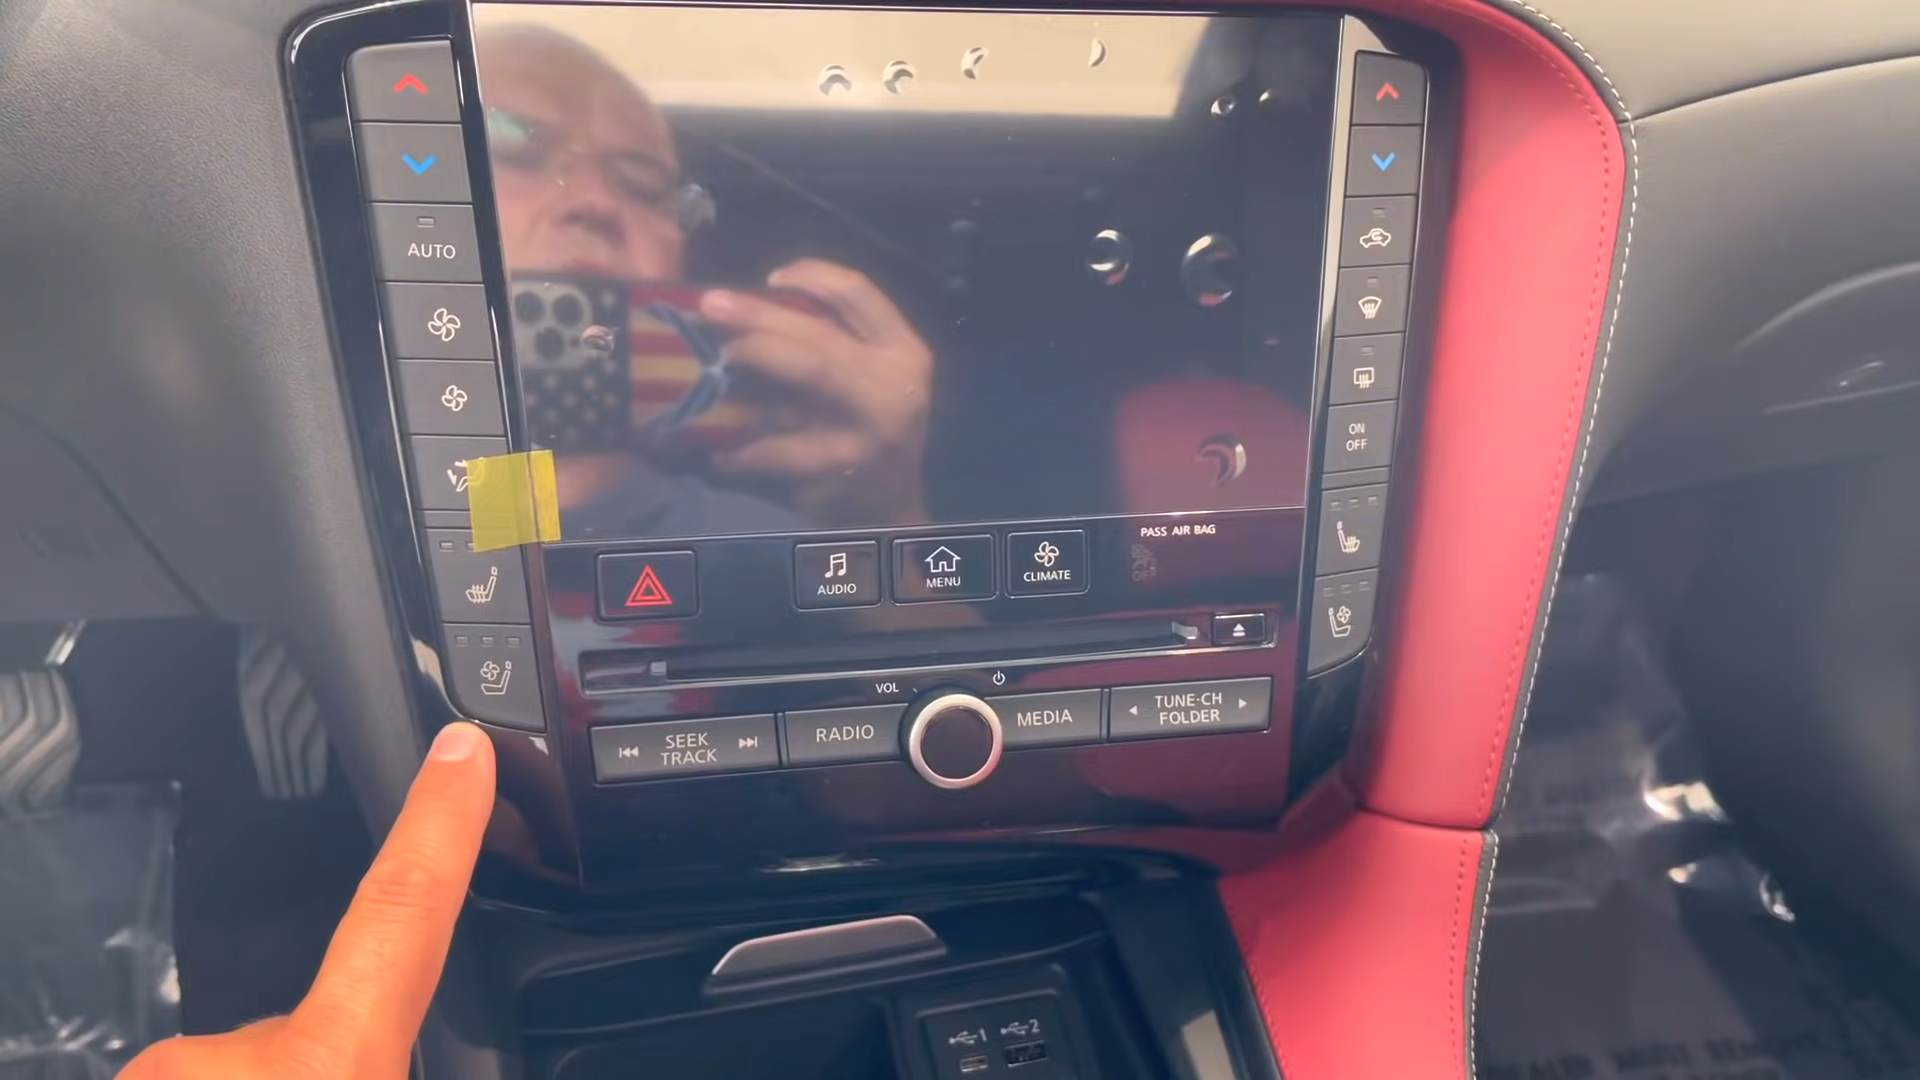 AUTO
ON
OFF
PASS AIR BAG
OFF
AUDIO
MENU
CLIMATE
VOL
SEEK
TRACK
RADIO
MEDIA
TUNE·CH
FOLDER
1
2